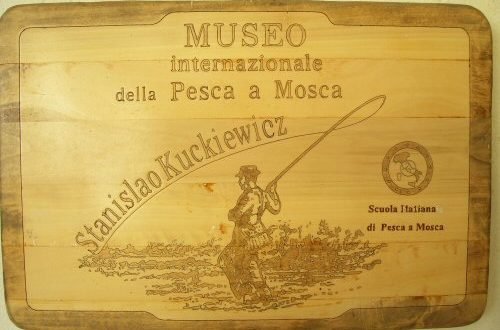 MUSEO
internazionale
della Pesca a Mosca
Stanislao Kuckiewicz
Scuola Italiana
di Pesca a Mosca